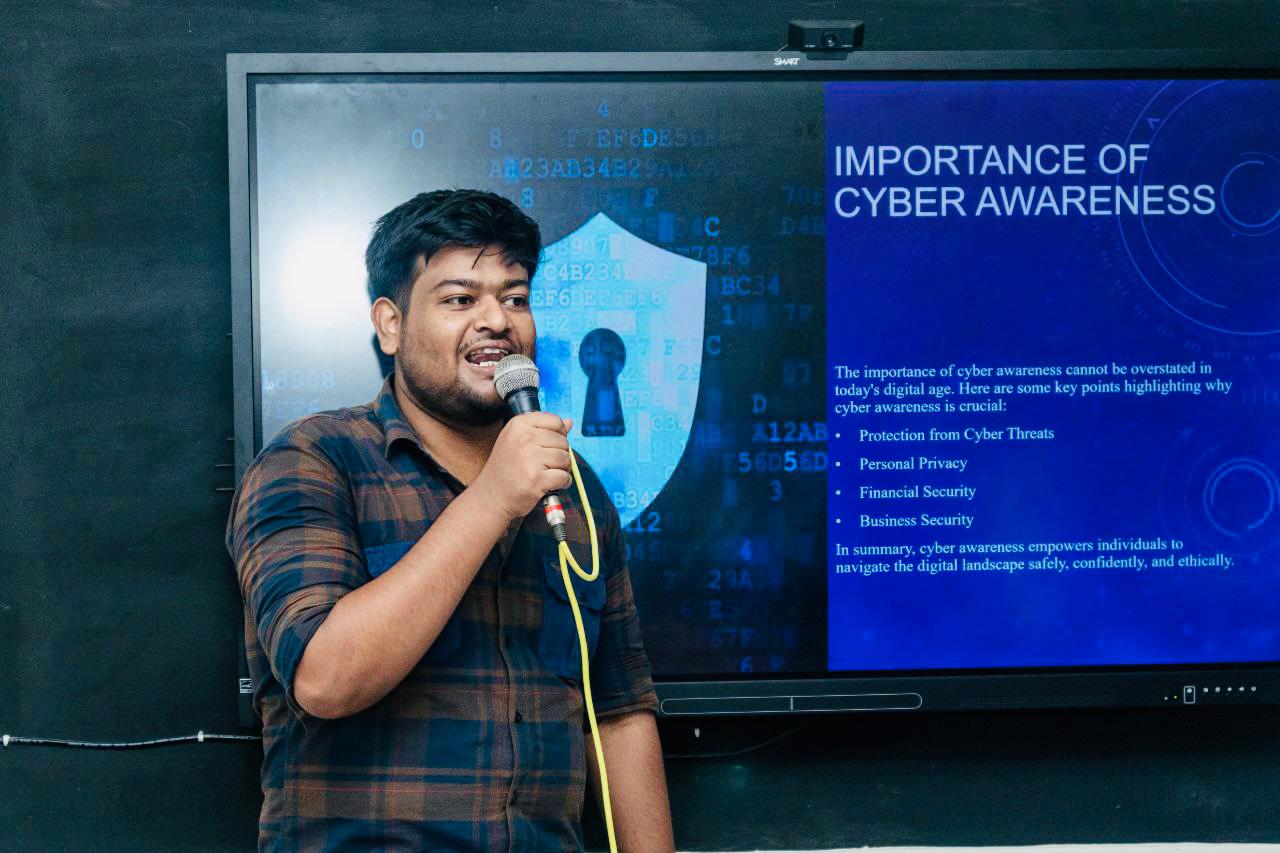 SMART
IMPORTANCE OF
CYBER AWARENESS
The importance of cyber awareness cannot be overstated in
today's digital age. Here are some key points highlighting why
cyber awareness is crucial:
• Protection from Cyber Threats
• Personal Privacy
• Financial Security
• Business Security
In summary, cyber awareness empowers individuals to
navigate the digital landscape safely, confidently, and ethically.